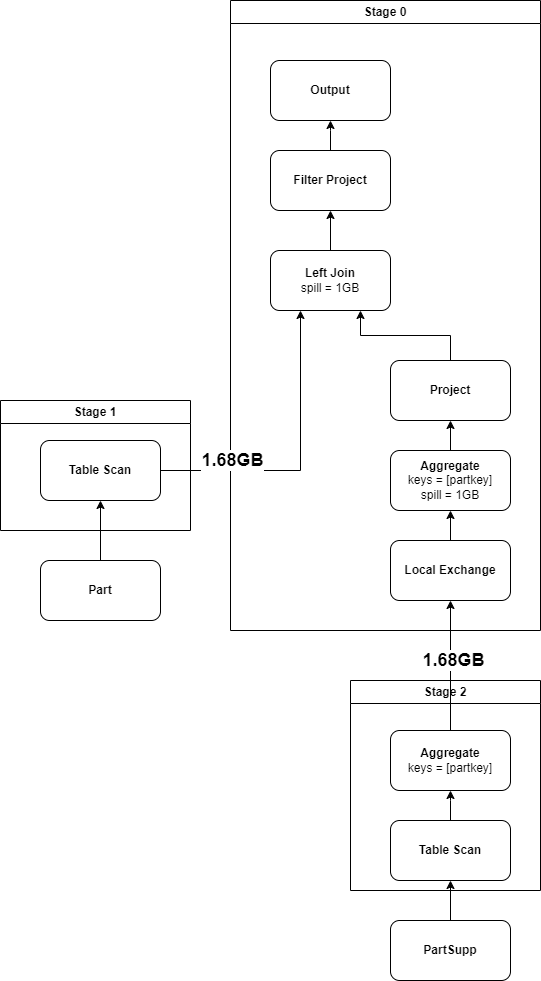 Stage 0
Output
Filter Project
Left Join
spill = 1GB
Project
Stage 1
Table Scan
1.68GB
Aggregate
keys = [partkey]
spill = 1GB
Part
Local Exchange
1.68GB
Stage 2
Aggregate
keys = [partkey]
Table Scan
PartSupp